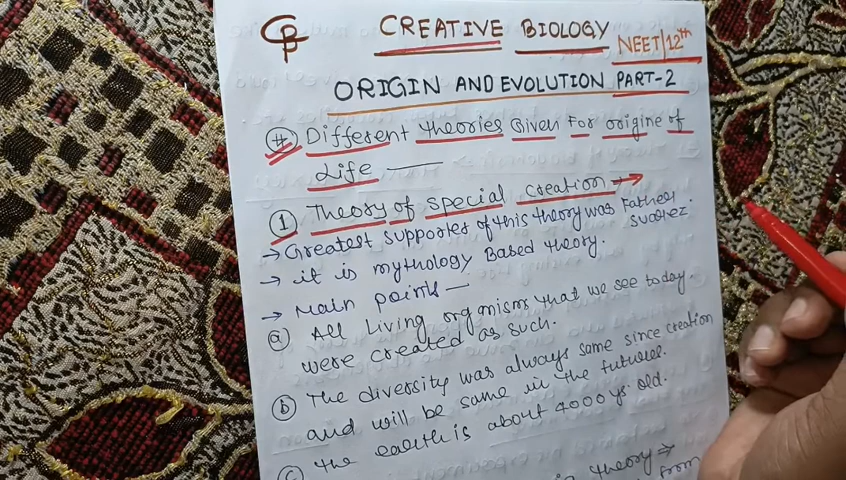 CREATIVE BIOLOGY
NEET/12th
ORIGIN AND EVOLUTION PART-2
# Different Theories Given For origine of
Life
1 Theory of special creation →
→ Greatest supporter of this theory was Father
suarez.
→ it is mythology Based theory.
→ Main points —
a All Living organisms that we see today.
were created as such.
b The diversity was always same since creation
and will be same in the future.
c the earth is about 4000 ys old.
theory →
from